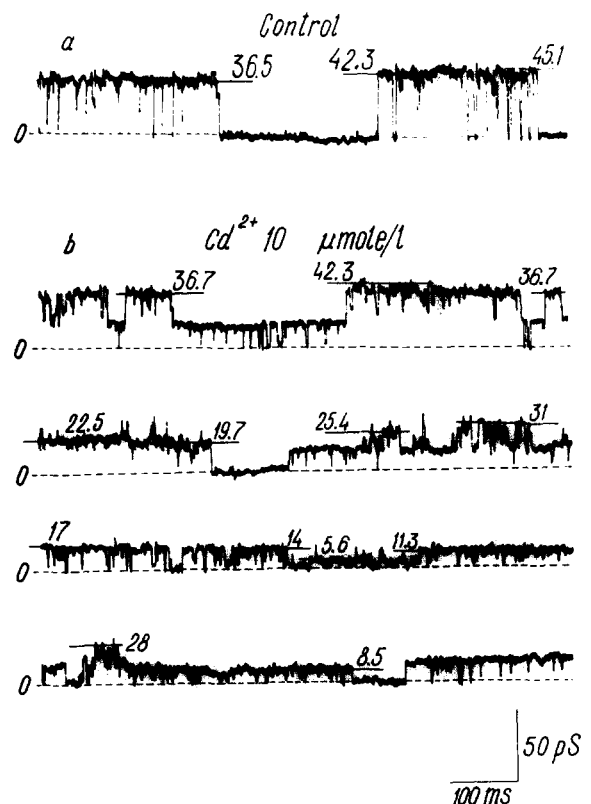 Control
a
36.5 42.3 45.1
0
b Cd²⁺ 10 µmole/l
36.7 42.3 36.7
0
22.5 19.7 25.4 31
0
17 14 5.6 11.3
0
28 8.5
0
50 pS
100 ms